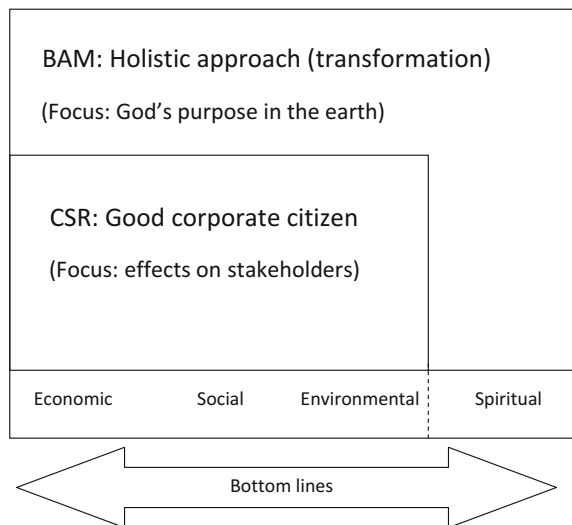 BAM: Holistic approach (transformation)
(Focus: God’s purpose in the earth)
CSR: Good corporate citizen
(Focus: effects on stakeholders)
Economic Social Environmental Spiritual
Bottom lines